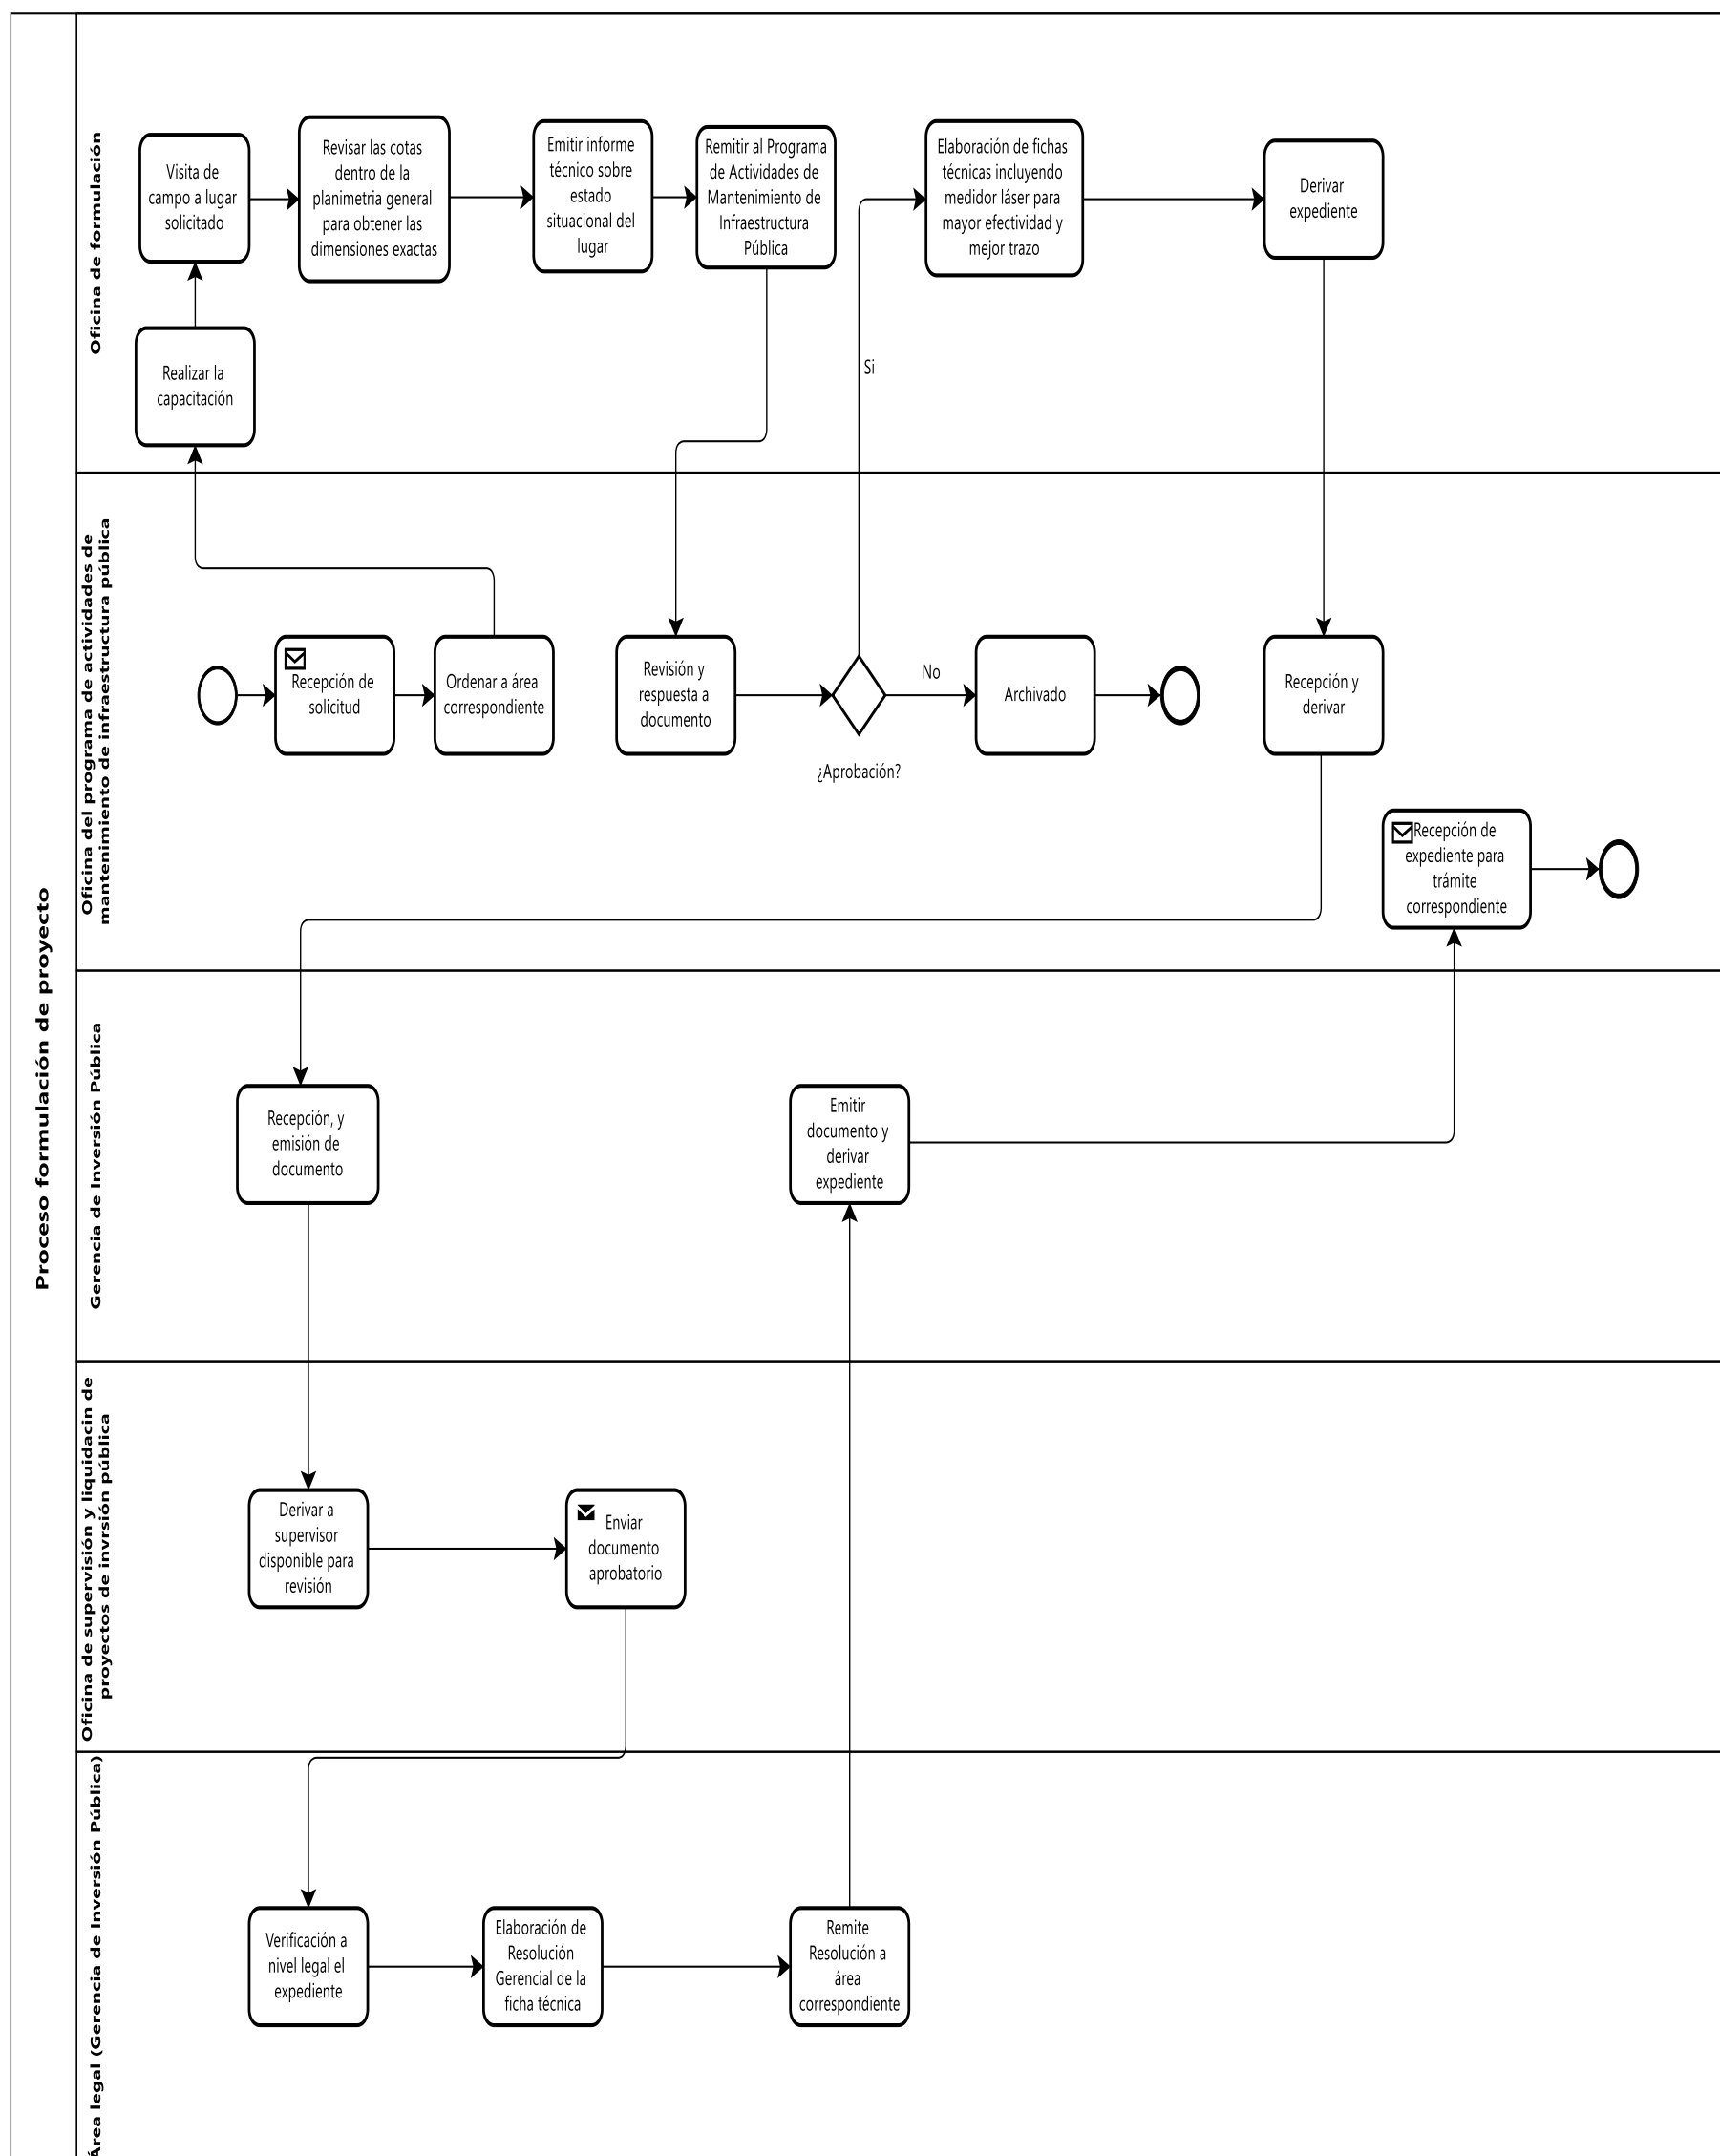 Proceso formulación de proyecto
Oficina de formulación
Visita de
campo a lugar
solicitado
Revisar las cotas
dentro de la
planimetria general
para obtener las
dimensiones exactas
Emitir informe
técnico sobre
estado
situacional del
lugar
Remitir al Programa
de Actividades de
Mantenimiento de
Infraestructura
Pública
Elaboración de fichas
técnicas incluyendo
medidor láser para
mayor efectividad y
mejor trazo
Derivar
expediente
Realizar la
capacitación
Si
Oficina del programa de actividades de
mantenimiento de infraestructura pública
Recepción de
solicitud
Ordenar a área
correspondiente
Revisión y
respuesta a
documento
¿Aprobación?
No
Archivado
Recepción y
derivar
Recepción de
expediente para
trámite
correspondiente
Gerencia de Inversión Pública
Recepción, y
emisión de
documento
Emitir
documento y
derivar
expediente
Oficina de supervisión y liquidacin de
proyectos de invrsión pública
Derivar a
supervisor
disponible para
revisión
Enviar
documento
aprobatorio
Área legal (Gerencia de Inversión Pública)
Verificación a
nivel legal el
expediente
Elaboración de
Resolución
Gerencial de la
ficha técnica
Remite
Resolución a
área
correspondiente